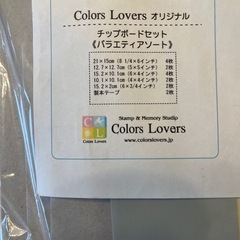 Colors Lovers オリジナル
チップボードセット
《バラエティアソート》
21×15cm (8 1/4×6インチ) 4枚
12.7×12.7cm (5×5インチ) 2枚
15.2×10.1cm (6×4インチ) 4枚
10.1×10.1cm (4×4インチ) 2枚
15.2×2cm (6×3/4インチ) 2枚
製本テープ 2枚
C L
Colors Lovers
Stamp & Memory Studio
Colors Lovers
www.colorslovers.jp